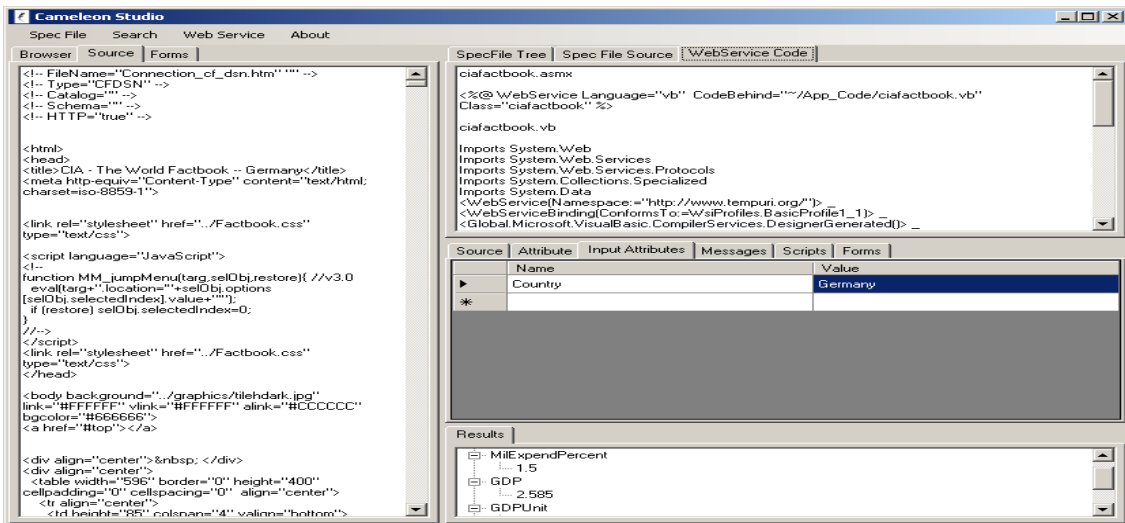 Cameleon Studio
Spec File Search Web Service About
Browser Source Forms
<!-- FileName="Connection_cf_dsn.htm" "" -->
<!-- Type="CFDSN" -->
<!-- Catalog="" -->
<!-- Schema="" -->
<!-- HTTP="true" -->
<html>
<head>
<title>CIA - The World Factbook -- Germany</title>
<meta http-equiv="Content-Type" content="text/html;
charset=iso-8859-1">
<link rel="stylesheet" href="../Factbook.css"
type="text/css">
<script language="JavaScript">
<!--
function MM_jumpMenu(targ,selObj,restore){ //v3.0
eval(targ+".location='"+selObj.options
[selObj.selectedIndex].value+"'");
if (restore) selObj.selectedIndex=0;
}
//-->
</script>
<link rel="stylesheet" href="../Factbook.css"
type="text/css">
</head>
<body background="../graphics/tilehdark.jpg"
link="#FFFFFF" vlink="#FFFFFF" alink="#CCCCCC"
bgcolor="#666666">
<a href="#top"></a>
<div align="center">&nbsp; </div>
<div align="center">
<table width="596" border="0" height="400"
cellpadding="0" cellspacing="0" align="center">
<tr align="center">
<td height="85" colspan="4" valign="bottom">
SpecFile Tree Spec File Source WebService Code
ciafactbook.asmx
<%@ WebService Language="vb" CodeBehind="~/App_Code/ciafactbook.vb"
Class="ciafactbook" %>
ciafactbook.vb
Imports System.Web
Imports System.Web.Services
Imports System.Web.Services.Protocols
Imports System.Collections.Specialized
Imports System.Data
<WebService(Namespace:="http://www.tempuri.org/")> _
<WebServiceBinding(ConformsTo:=WsiProfiles.BasicProfile1_1)> _
<Global.Microsoft.VisualBasic.CompilerServices.DesignerGenerated()> _
Source Attribute Input Attributes Messages Scripts Forms
Name Value
Country Germany
Results
MilExpendPercent
1.5
GDP
2.585
GDPUnit